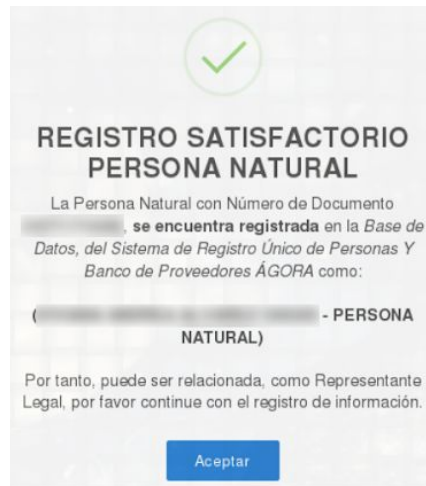 REGISTRO SATISFACTORIO
PERSONA NATURAL
La Persona Natural con Número de Documento
, se encuentra registrada en la Base de
Datos, del Sistema de Registro Único de Personas Y
Banco de Proveedores ÁGORA como:
( - PERSONA
NATURAL)
Por tanto, puede ser relacionada, como Representante
Legal, por favor continue con el registro de información.
Aceptar